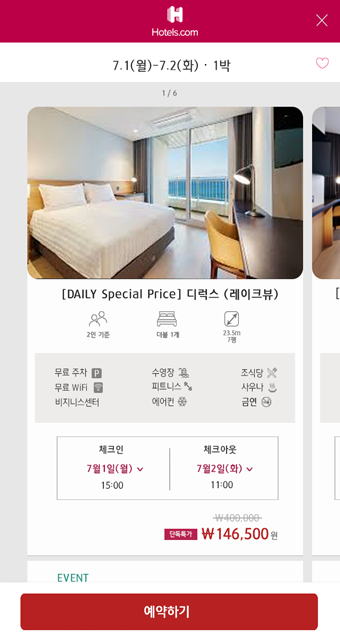 Hotels.com
7.1(월)-7.2(화) · 1박
1 / 6
[DAILY Special Price] 디럭스 (레이크뷰)
2인 기준
더블 1개
23.5m
7평
무료 주차 P
수영장
조식당
무료 WiFi
피트니스
사우나
비지니스센터
에어컨
금연
체크인
체크아웃
7월1일(월)
7월2일(화)
15:00
11:00
₩400,000
단독특가 ₩146,500 원
EVENT
예약하기